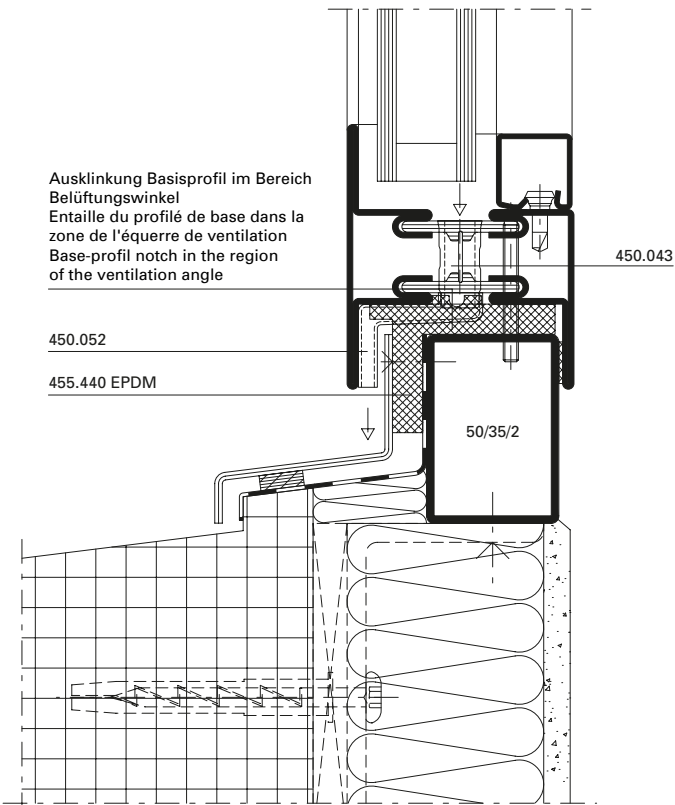 Ausklinkung Basisprofil im Bereich
Belüftungswinkel
Entaille du profilé de base dans la
zone de l'équerre de ventilation
Base-profil notch in the region
of the ventilation angle
450.043
450.052
455.440 EPDM
50/35/2